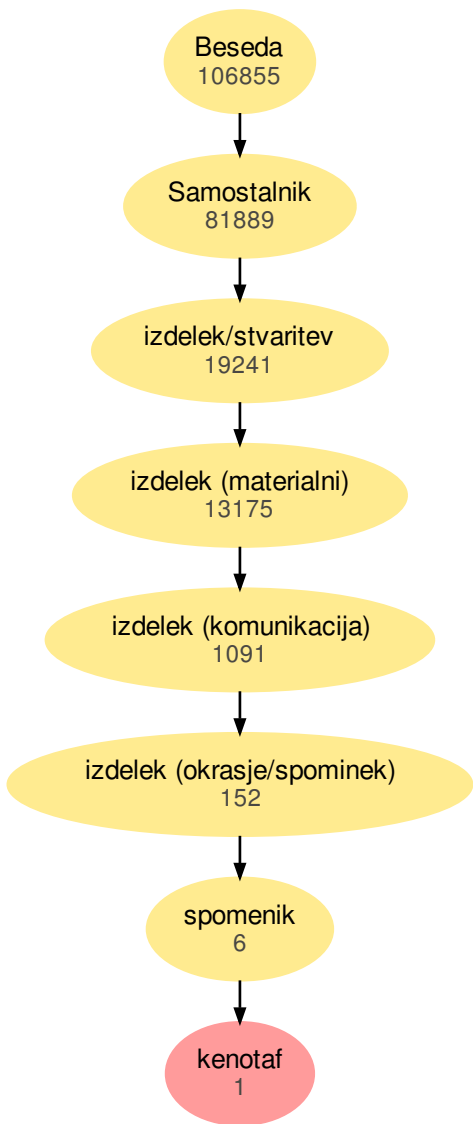 Beseda
106855
Samostalnik
81889
izdelek/stvaritev
19241
izdelek (materialni)
13175
izdelek (komunikacija)
1091
izdelek (okrasje/spominek)
152
spomenik
6
kenotaf
1